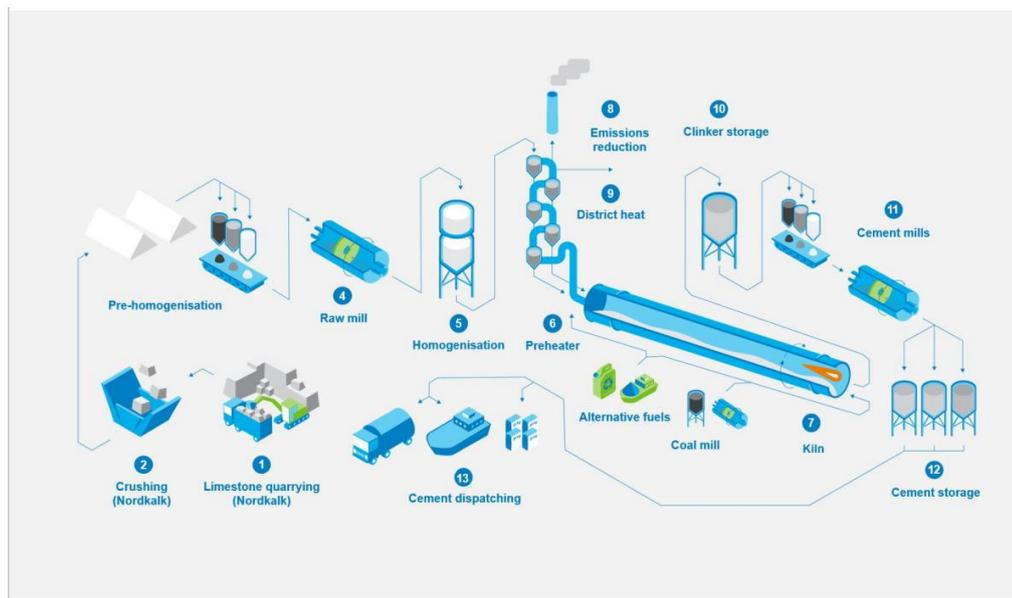 8
Emissions
reduction
10
Clinker storage
9
District heat
11
Cement mills
Pre-homogenisation
4
Raw mill
5
Homogenisation
6
Preheater
Alternative fuels
Coal mill
7
Kiln
2
Crushing
(Nordkalk)
1
Limestone quarrying
(Nordkalk)
13
Cement dispatching
12
Cement storage